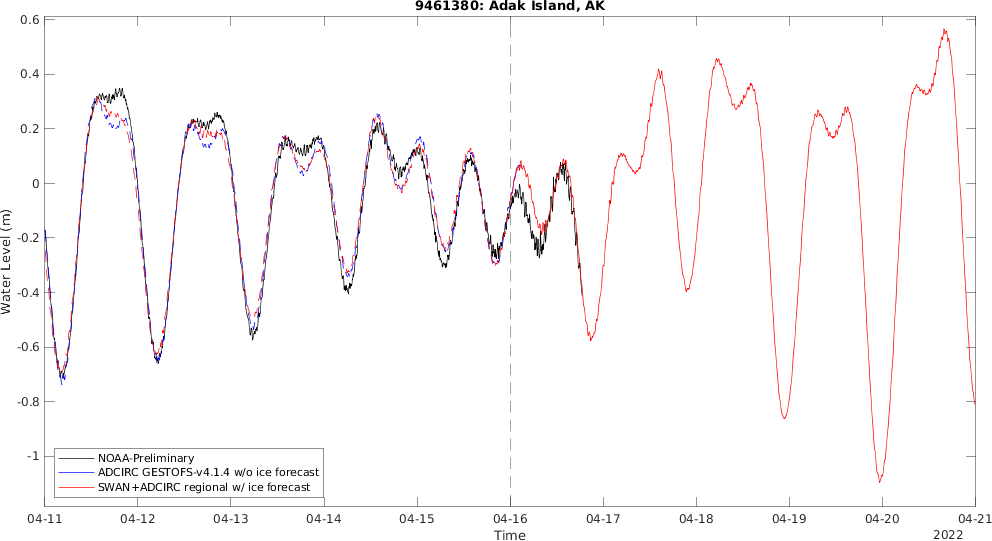 9461380: Adak Island, AK
0.6
0.4
0.2
0
-0.2
-0.4
-0.6
-0.8
-1
Water Level (m)
NOAA-Preliminary
ADCIRC GESTOFS-v4.1.4 w/o ice forecast
SWAN+ADCIRC regional w/ ice forecast
04-11 04-12 04-13 04-14 04-15 04-16 04-17 04-18 04-19 04-20 04-21
Time
2022